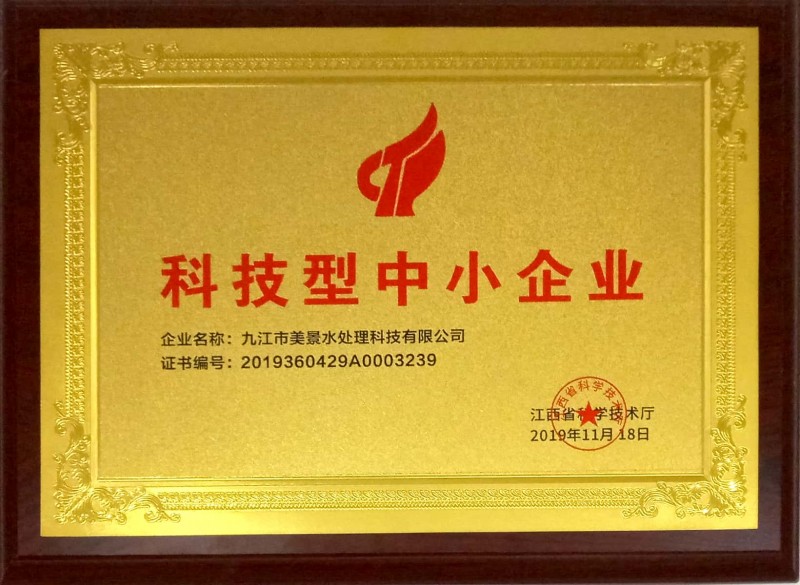 科技型中小企业
企业名称：九江市美景水处理科技有限公司
证书编号：2019360429A0003239
江西省科学技术厅
2019年11月18日